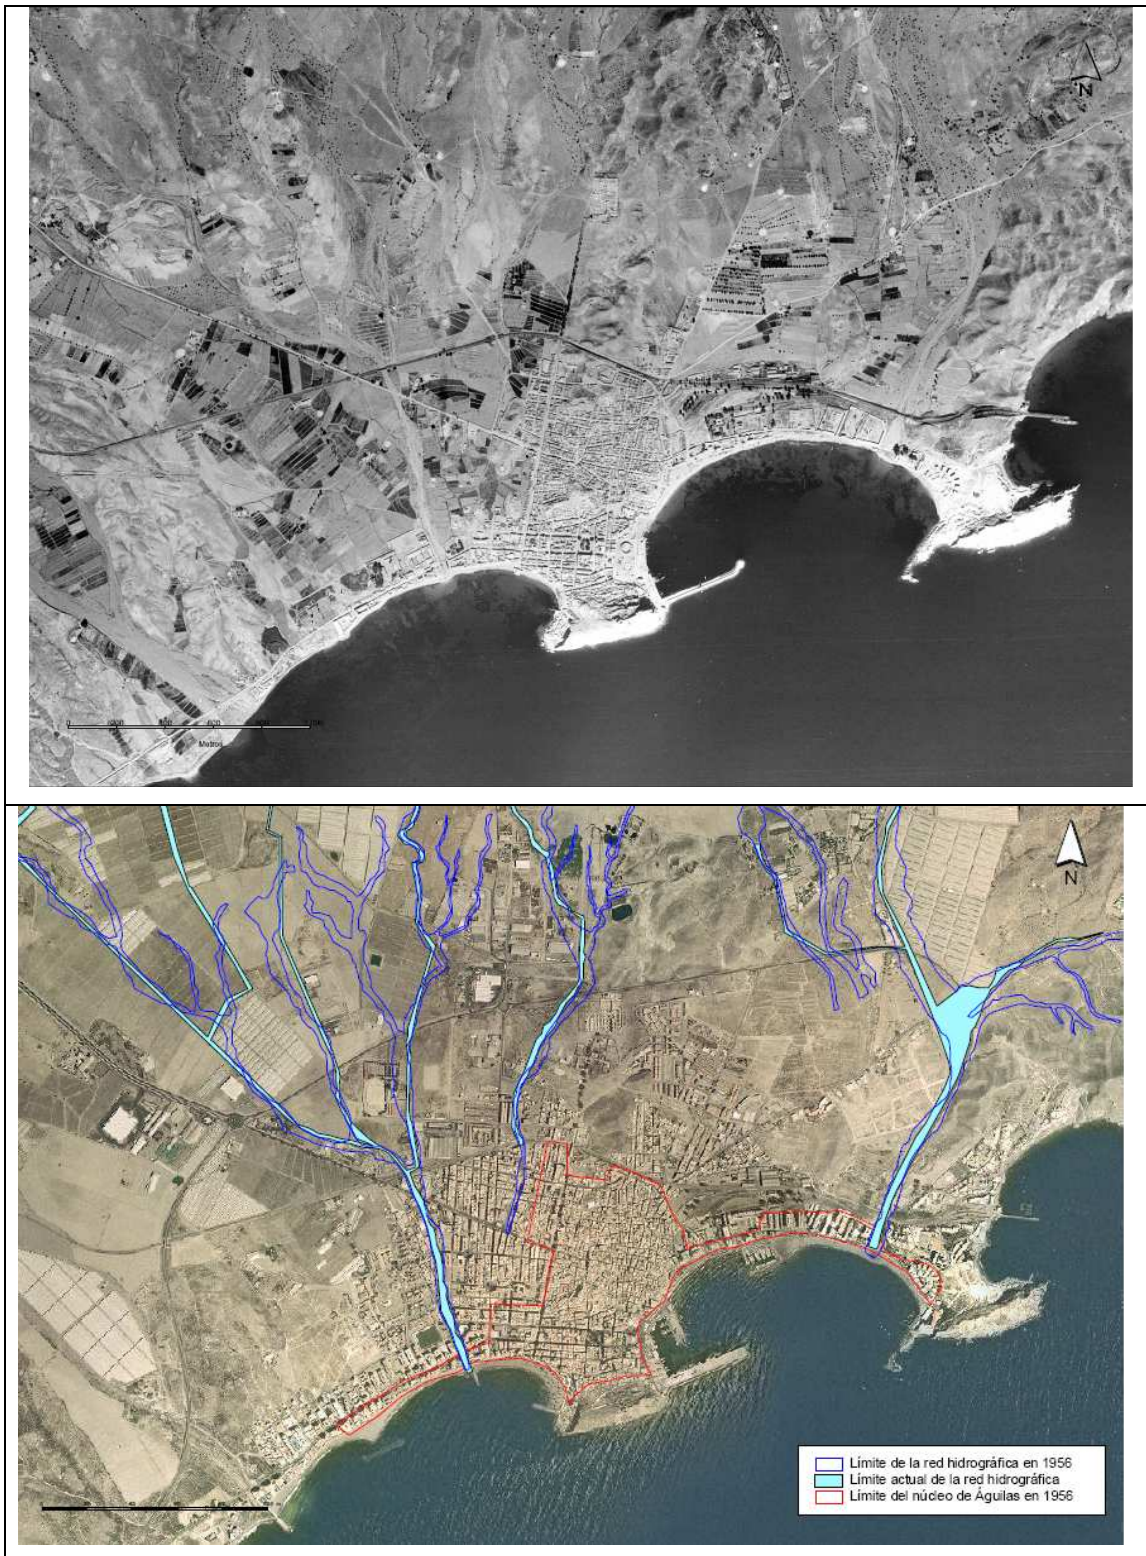 N
Metros
N
Límite de la red hidrográfica en 1956
Límite actual de la red hidrográfica
Límite del núcleo de Águilas en 1956